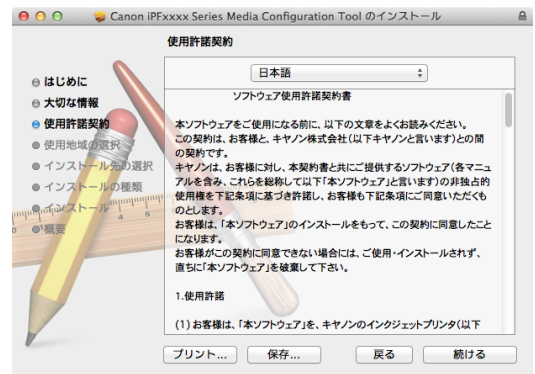 Canon iPFxxxx Series Media Configuration Tool のインストール
使用許諾契約
はじめに
大切な情報
使用許諾契約
使用地域の選択
インストール先の選択
インストールの種類
インストール
概要
日本語
ソフトウェア使用許諾契約書
本ソフトウェアをご使用になる前に、以下の文章をよくお読みください。
この契約は、お客様と、キヤノン株式会社(以下キヤノンと言います)との間
の契約です。
キヤノンは、お客様に対し、本契約書と共にご提供するソフトウェア(各マニュ
アルを含み、これらを総称して以下「本ソフトウェア」と言います)の非独占的
使用権を下記条項に基づき許諾し、お客様も下記条項にご同意いただくも
のとします。
お客様は、「本ソフトウェア」のインストールをもって、この契約に同意したこと
になります。
お客様がこの契約に同意できない場合には、ご使用・インストールされず、
直ちに「本ソフトウェア」を破棄して下さい。
1.使用許諾
(1) お客様は、「本ソフトウェア」を、キヤノンのインクジェットプリンタ(以下
4 5
プリント... 保存... 戻る 続ける